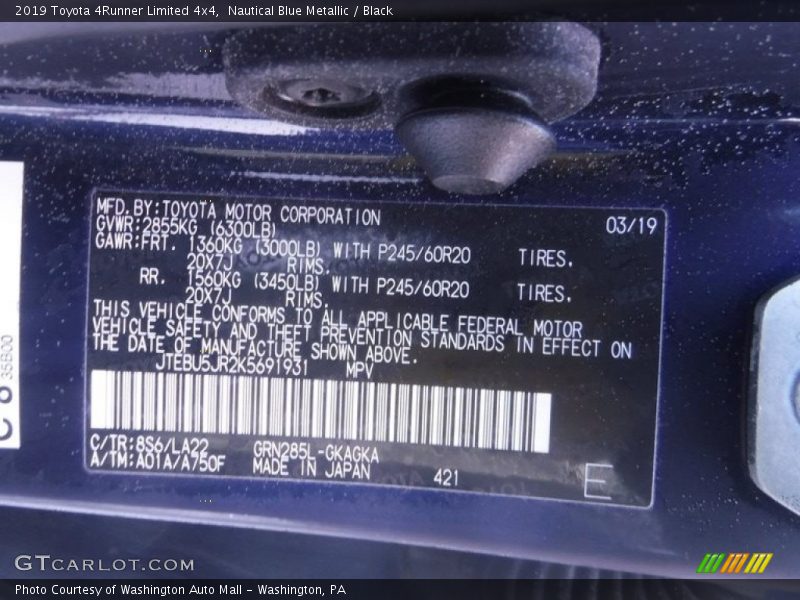 2019 Toyota 4Runner Limited 4x4, Nautical Blue Metallic / Black
MFD.BY:TOYOTA MOTOR CORPORATION 03/19
GVWR:2855KG (6300LB)
GAWR:FRT. 1360KG (3000LB) WITH P245/60R20 TIRES.
20X7J RIMS.
RR. 1560KG (3450LB) WITH P245/60R20 TIRES.
20X7J RIMS.
THIS VEHICLE CONFORMS TO ALL APPLICABLE FEDERAL MOTOR
VEHICLE SAFETY AND THEFT PREVENTION STANDARDS IN EFFECT ON
THE DATE OF MANUFACTURE SHOWN ABOVE.
JTEBU5JR2K5691931 MPV
C/TR:8S6/LA22 GRN285L-GKAGKA
A/TM:A01A/A750F MADE IN JAPAN 421 E
C 8
35B00
GTCARLOT.COM
Photo Courtesy of Washington Auto Mall - Washington, PA